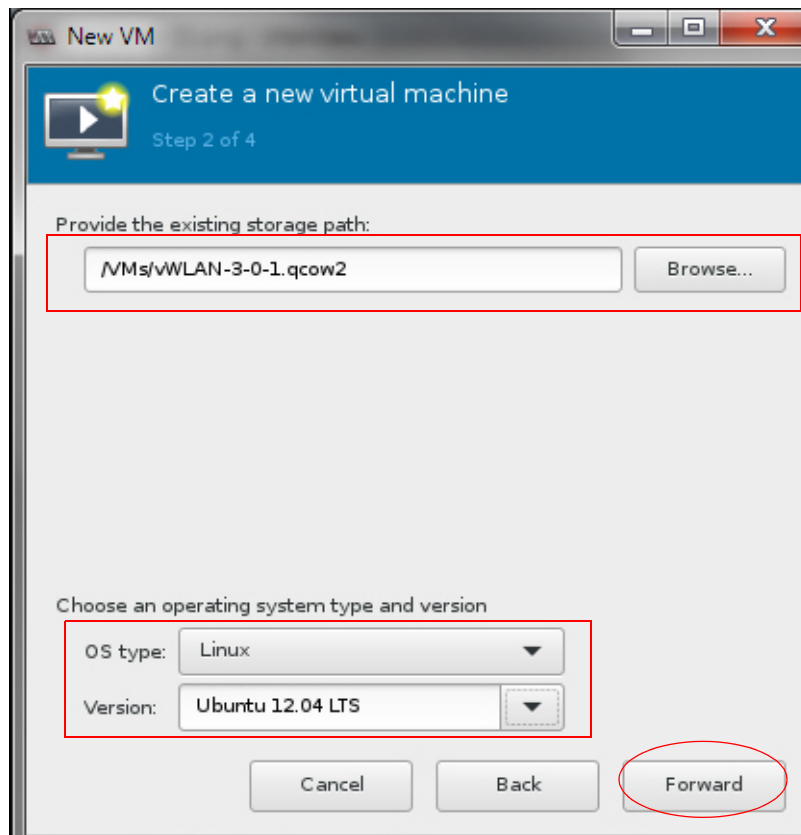 New VM
Create a new virtual machine
Step 2 of 4
Provide the existing storage path:
/VMs/vWLAN-3-0-1.qcow2
Browse...
Choose an operating system type and version
OS type: Linux
Version: Ubuntu 12.04 LTS
Cancel Back Forward